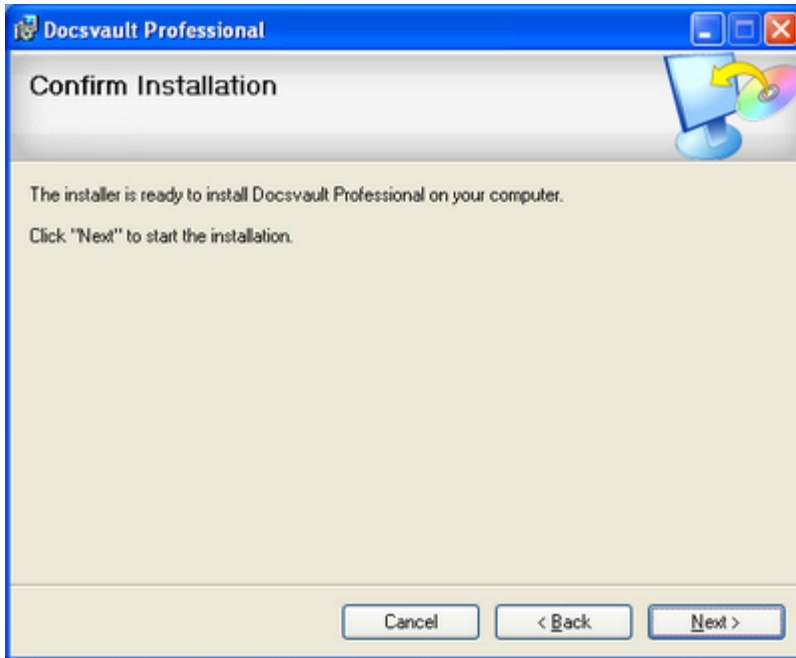 Docsvault Professional
Confirm Installation
The installer is ready to install Docsvault Professional on your computer.
Click "Next" to start the installation.
Cancel
< Back
Next >